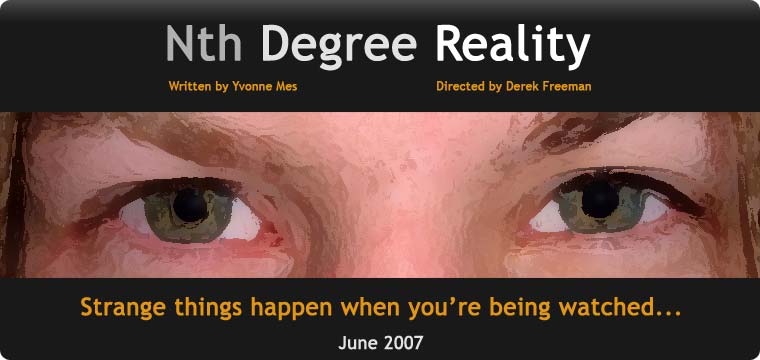 Nth Degree Reality
Written by Yvonne Mes
Directed by Derek Freeman
Strange things happen when you're being watched...
June 2007